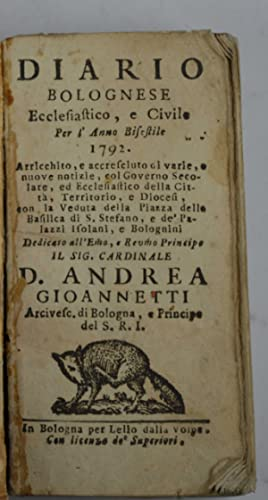 DIARIO
BOLOGNESE
Ecclesiastico, e Civile
Per l' Anno Bisestile
1792.
Arricchito, e accresciuto di varie, e
nuove notizie, col Governo Seco-
lare, ed Ecclesiastico della Cit-
tà, Territorio, e Diocesi,
con la Veduta della Piazza della
Basilica di S. Stefano, e de' Pa-
lazzi Isolani, e Bolognini
Dedicato all' Emo, e Revmo Principe
IL SIG. CARDINALE
D. ANDREA
GIOANNETTI
Arcivesc. di Bologna, e Principe
del S. R. I.
In Bologna per Lelio dalla Volpe.
Con licenza de' Superiori.